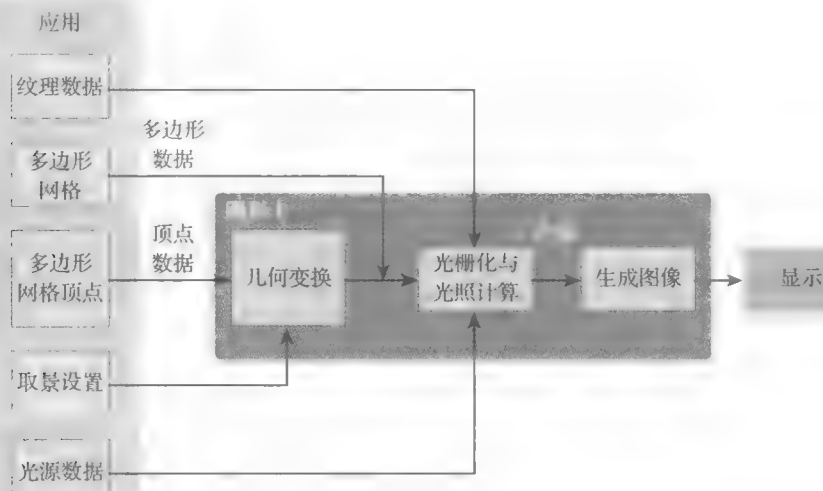 应用
纹理数据
多边形
数据
多边形
网格
顶点
数据
多边形
网格顶点
几何变换
光栅化与
光照计算
生成图像
显示
取景设置
光源数据